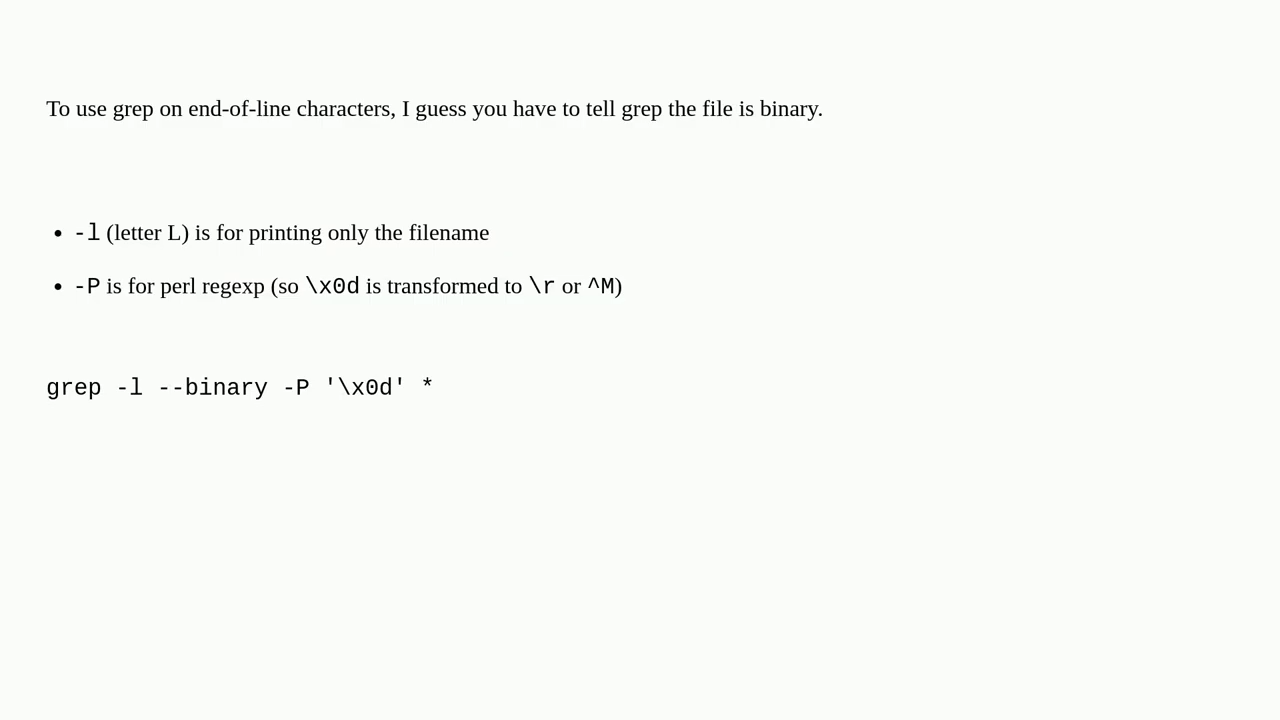 To use grep on end-of-line characters, I guess you have to tell grep the file is binary.
• -l (letter L) is for printing only the filename
• -P is for perl regexp (so \x0d is transformed to \r or ^M)
grep -l --binary -P '\x0d' *